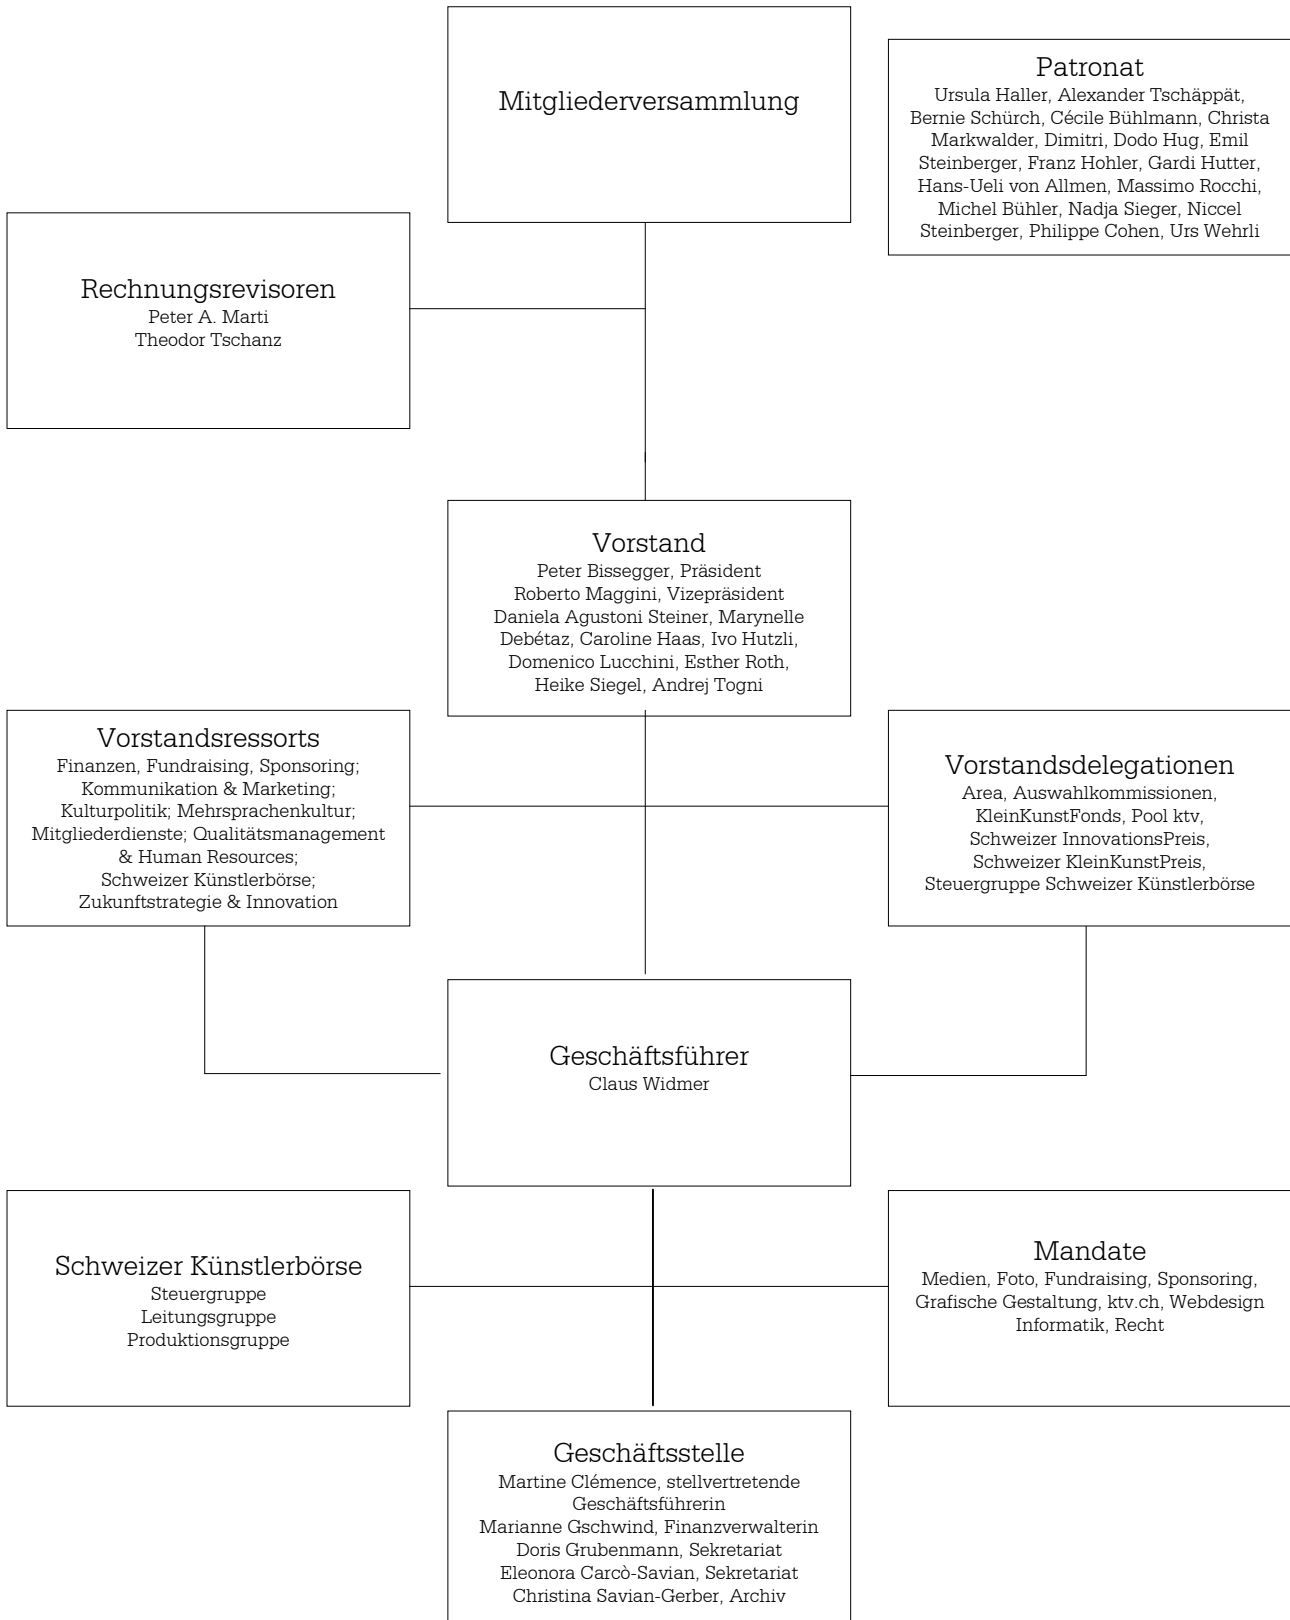 Mitgliederversammlung
Patronat
Ursula Haller, Alexander Tschäppät,
Bernie Schürch, Cécile Bühlmann, Christa
Markwalder, Dimitri, Dodo Hug, Emil
Steinberger, Franz Hohler, Gardi Hutter,
Hans-Ueli von Allmen, Massimo Rocchi,
Michel Bühler, Nadja Sieger, Niccel
Steinberger, Philippe Cohen, Urs Wehrli
Rechnungsrevisoren
Peter A. Marti
Theodor Tschanz
Vorstand
Peter Bissegger, Präsident
Roberto Maggini, Vizepräsident
Daniela Agustoni Steiner, Marynelle
Debétaz, Caroline Haas, Ivo Hutzli,
Domenico Lucchini, Esther Roth,
Heike Siegel, Andrej Togni
Vorstandsressorts
Finanzen, Fundraising, Sponsoring;
Kommunikation & Marketing;
Kulturpolitik; Mehrsprachenkultur;
Mitgliederdienste; Qualitätsmanagement
& Human Resources;
Schweizer Künstlerbörse;
Zukunftstrategie & Innovation
Vorstandsdelegationen
Area, Auswahlkommissionen,
KleinKunstFonds, Pool ktv,
Schweizer InnovationsPreis,
Schweizer KleinKunstPreis,
Steuergruppe Schweizer Künstlerbörse
Geschäftsführer
Claus Widmer
Schweizer Künstlerbörse
Steuergruppe
Leitungsgruppe
Produktionsgruppe
Mandate
Medien, Foto, Fundraising, Sponsoring,
Grafische Gestaltung, ktv.ch, Webdesign
Informatik, Recht
Geschäftsstelle
Martine Clémence, stellvertretende
Geschäftsführerin
Marianne Gschwind, Finanzverwalterin
Doris Grubenmann, Sekretariat
Eleonora Carcò-Savian, Sekretariat
Christina Savian-Gerber, Archiv